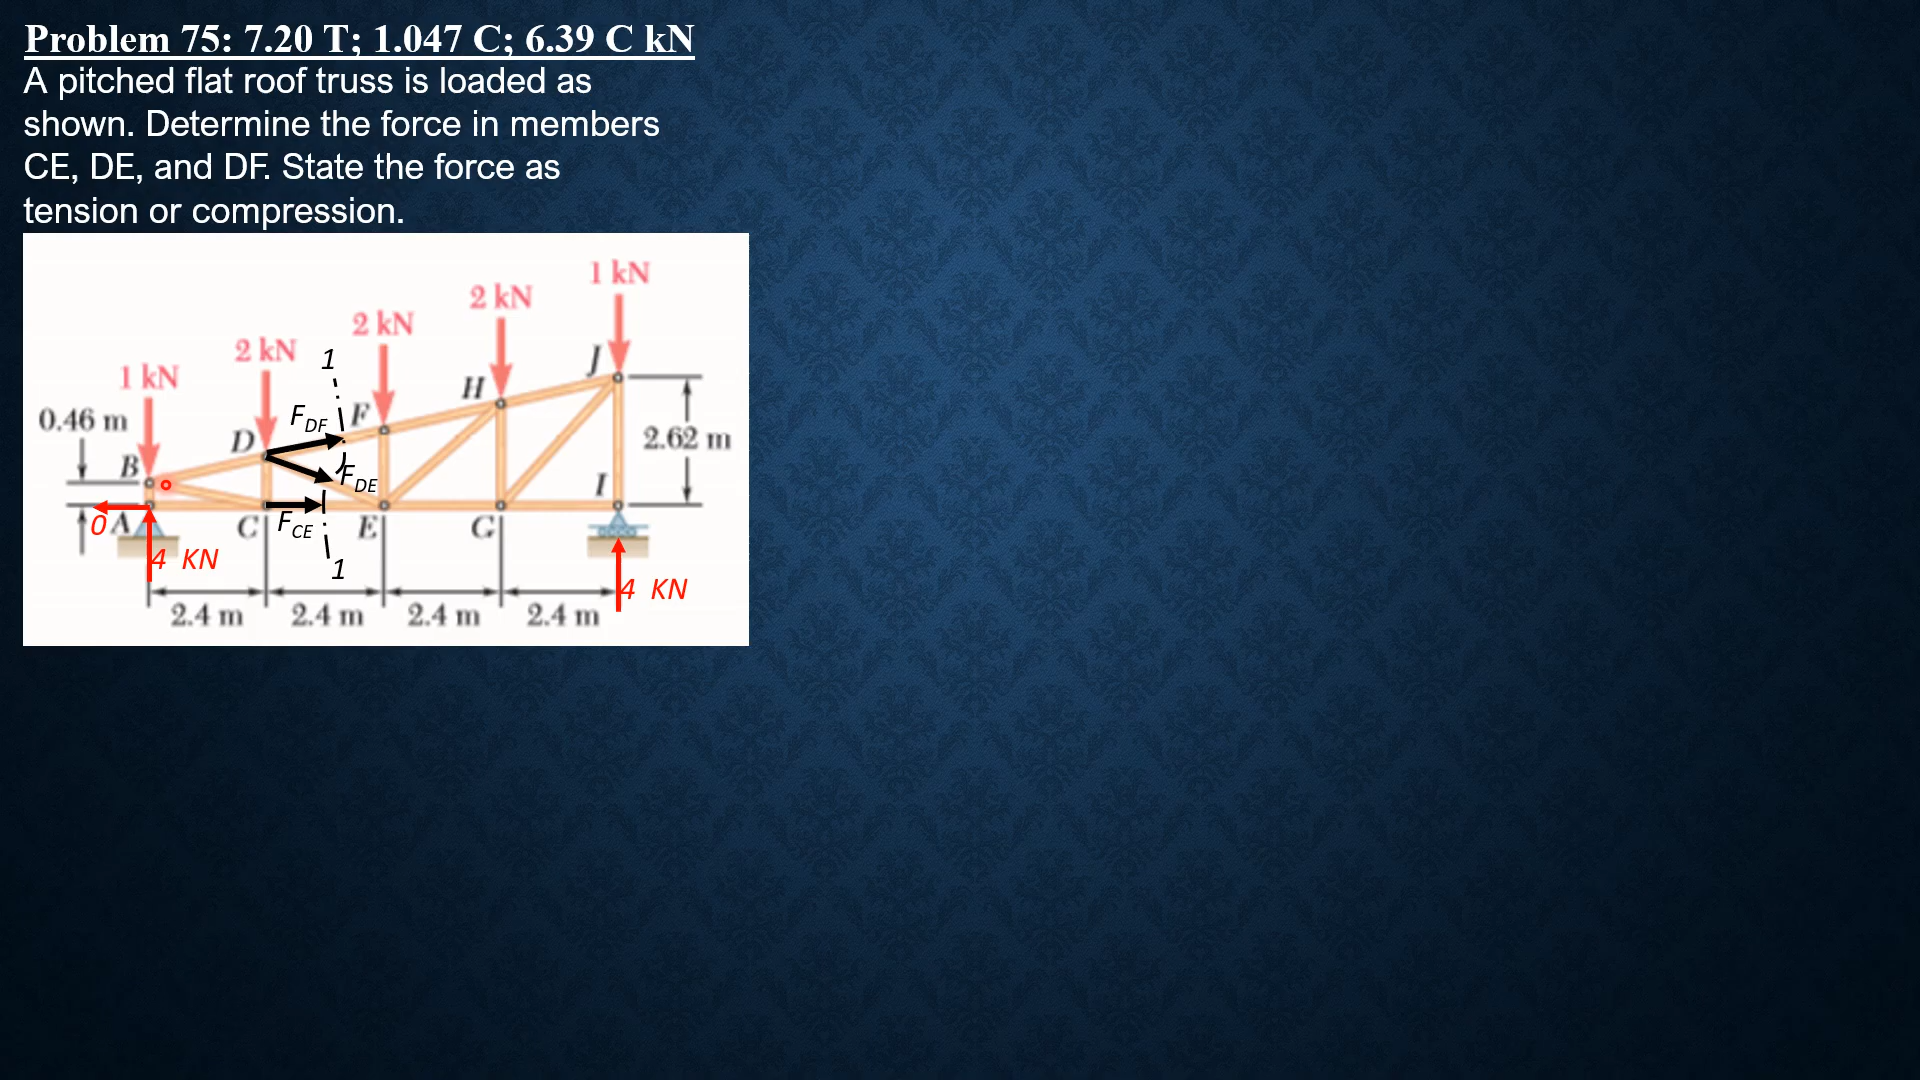 Problem 75: 7.20 T; 1.047 C; 6.39 C kN
A pitched flat roof truss is loaded as
shown. Determine the force in members
CE, DE, and DF. State the force as
tension or compression.
1 kN
2 kN
2 kN
2 kN
1 kN
1
J
H
F
F_DF
0.46 m
D
2.62 m
B
F_DE
I
0
A
C
F_CE
E
G
4 KN
1
4 KN
2.4 m
2.4 m
2.4 m
2.4 m